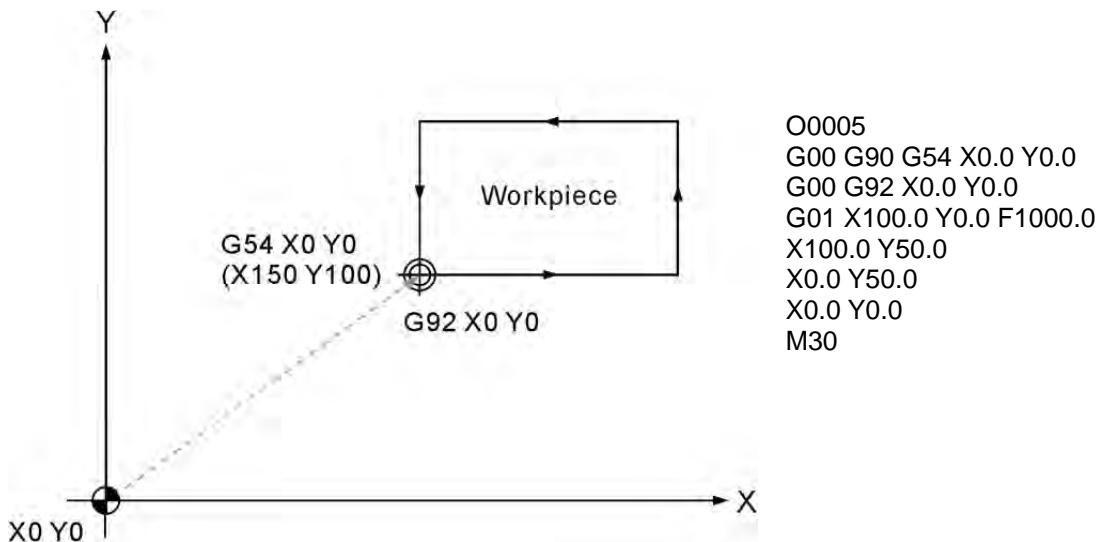 Y
Workpiece
G54 X0 Y0
(X150 Y100)
G92 X0 Y0
X
X0 Y0
O0005
G00 G90 G54 X0.0 Y0.0
G00 G92 X0.0 Y0.0
G01 X100.0 Y0.0 F1000.0
X100.0 Y50.0
X0.0 Y50.0
X0.0 Y0.0
M30